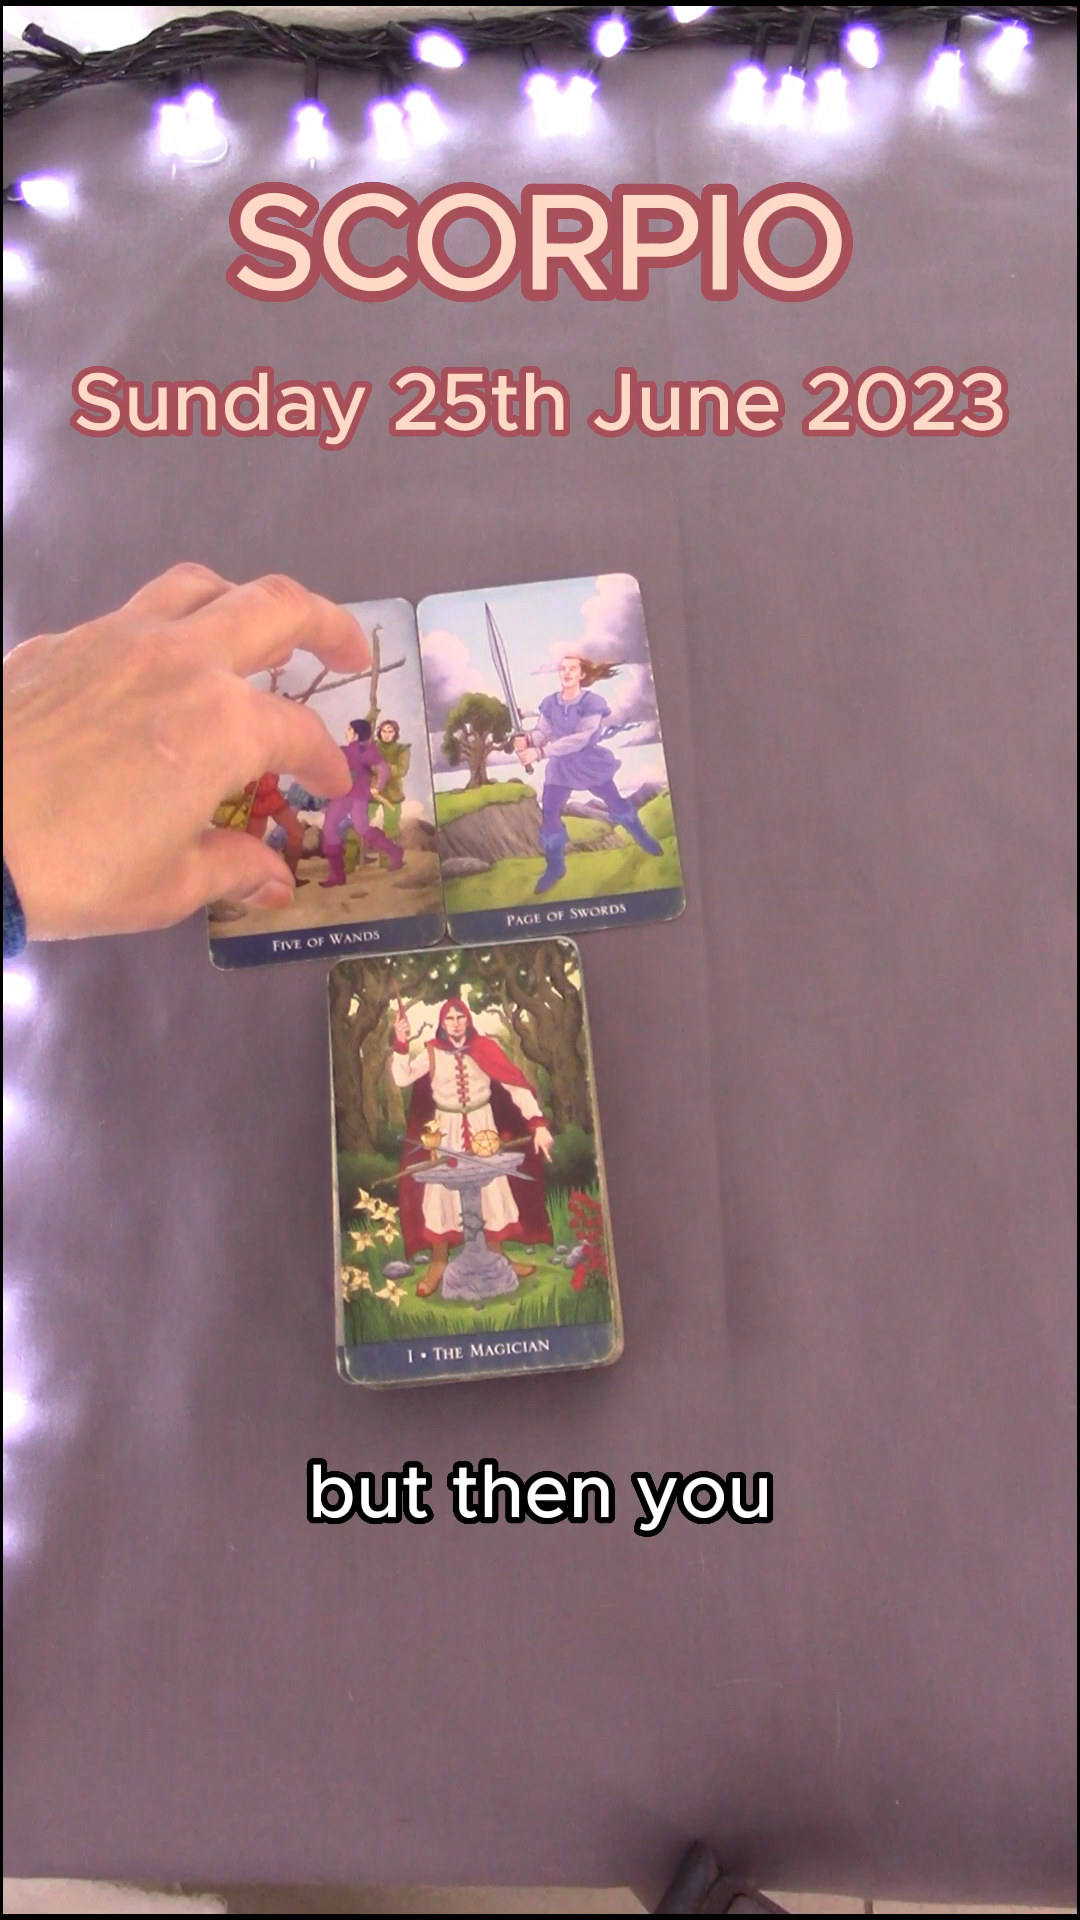 SCORPIO
Sunday 25th June 2023
FIVE OF WANDS
PAGE OF SWORDS
I • THE MAGICIAN
but then you